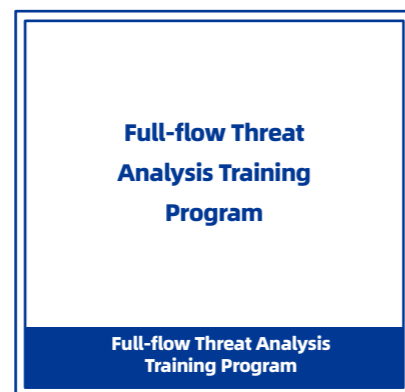 Full-flow Threat
Analysis Training
Program
Full-flow Threat Analysis
Training Program